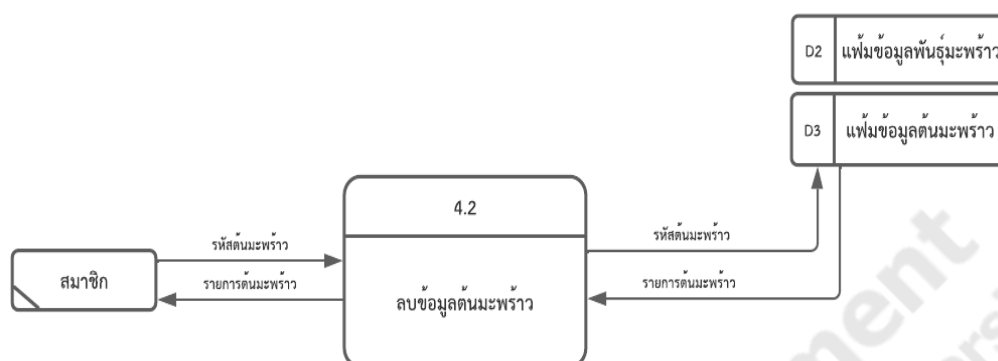 D2 แฟ้มข้อมูลพันธุ์มะพร้าว
D3 แฟ้มข้อมูลต้นมะพร้าว
4.2
รหัสต้นมะพร้าว
รหัสต้นมะพร้าว
สมาชิก
รายการต้นมะพร้าว
รายการต้นมะพร้าว
ลบข้อมูลต้นมะพร้าว